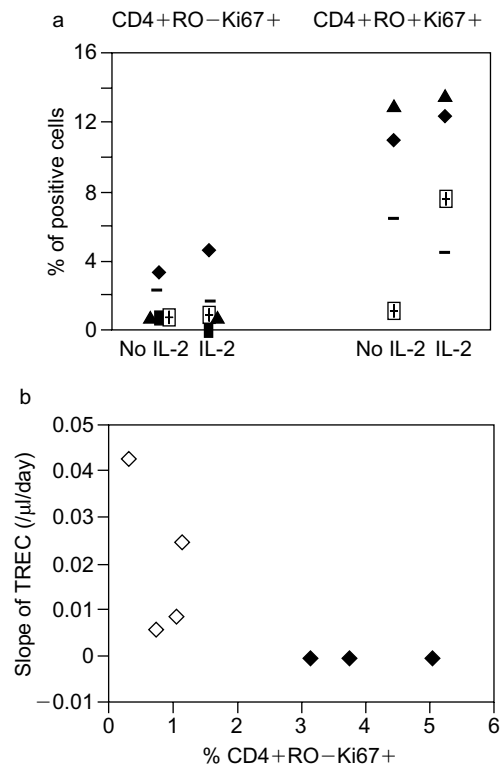 a
CD4+RO−Ki67+ CD4+RO+Ki67+
16
12
8
4
0
% of positive cells
No IL-2 IL-2 No IL-2 IL-2
b
0.05
0.04
0.03
0.02
0.01
0
−0.01
Slope of TREC (/µl/day)
0 1 2 3 4 5 6
% CD4+RO−Ki67+